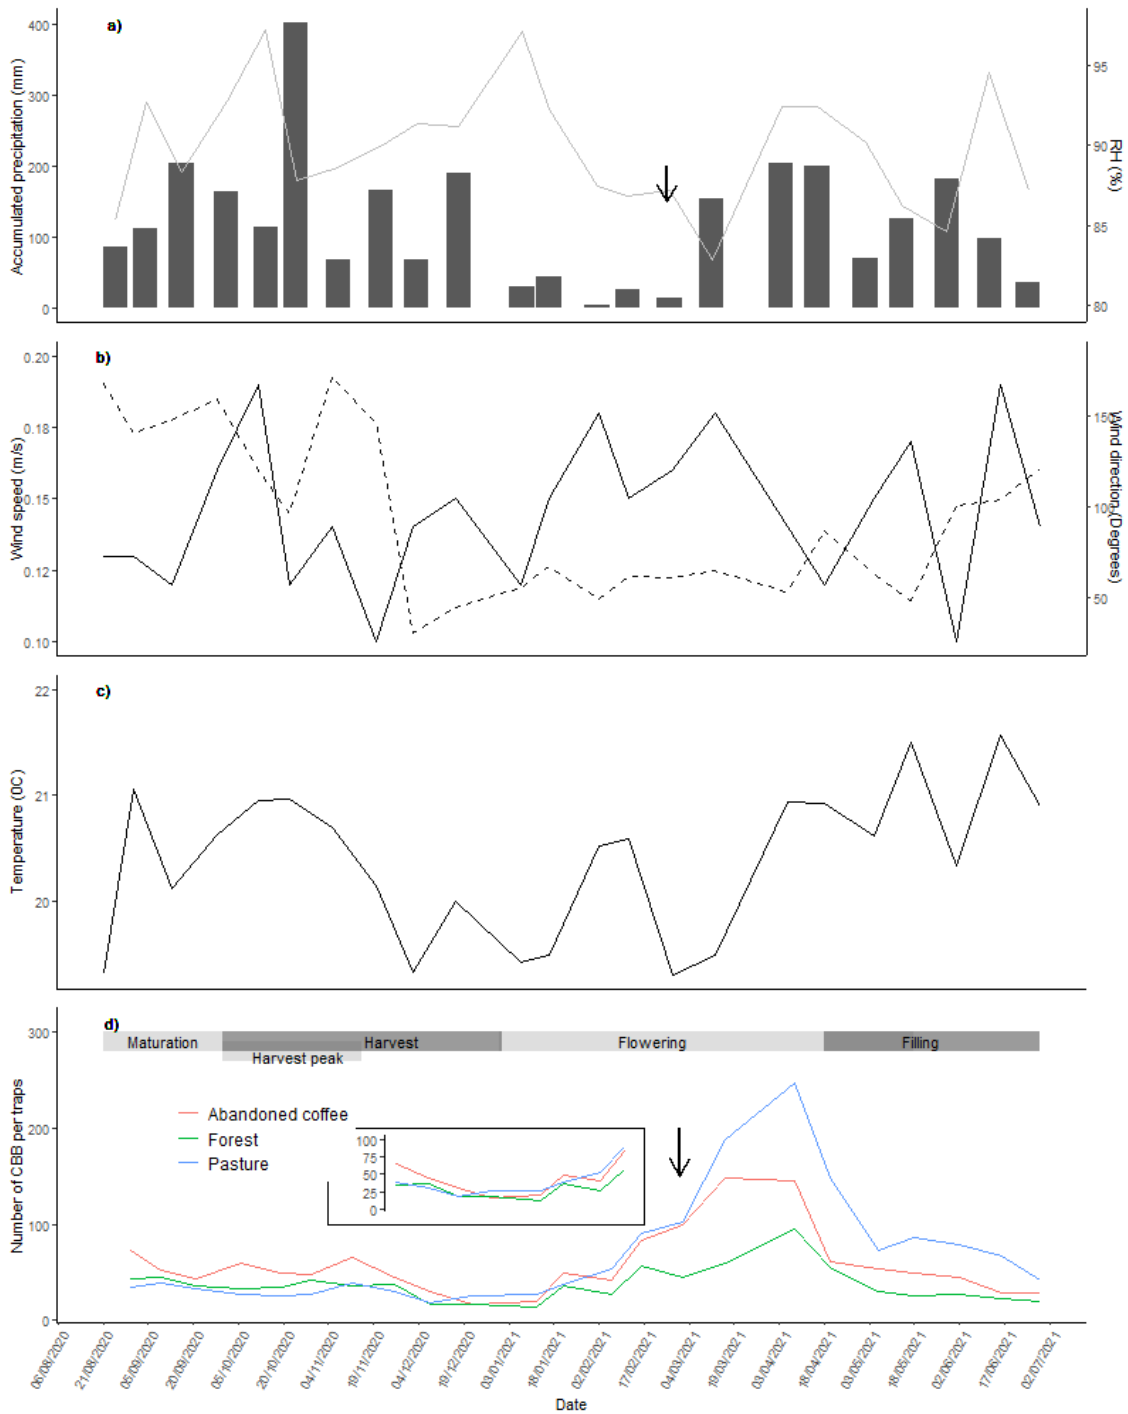 a)
Accumulated precipitation (mm)
400
300
200
100
0
RH (%)
95
90
85
80
b)
Wind speed (m/s)
0.20
0.18
0.15
0.12
0.10
Wind direction (Degrees)
150
100
50
c)
Temperature (0C)
22
21
20
d)
Number of CBB per traps
300
200
100
0
Maturation
Harvest
Flowering
Filling
Harvest peak
Abandoned coffee
Forest
Pasture
100
75
50
25
0
06/08/2020
21/08/2020
05/09/2020
20/09/2020
05/10/2020
20/10/2020
04/11/2020
19/11/2020
04/12/2020
19/12/2020
03/01/2021
18/01/2021
02/02/2021
17/02/2021
04/03/2021
19/03/2021
03/04/2021
18/04/2021
03/05/2021
18/05/2021
02/06/2021
17/06/2021
02/07/2021
Date